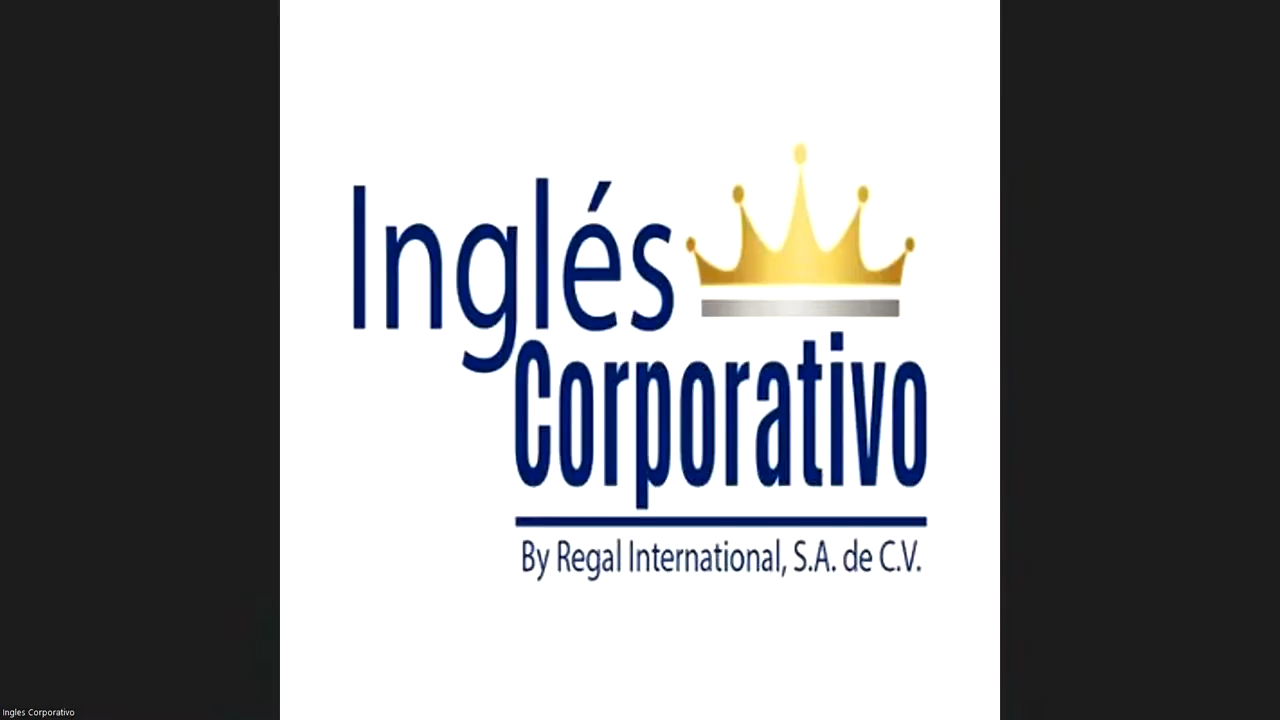 Inglés
Corporativo
By Regal International, S.A. de C.V.
Ingles Corporativo